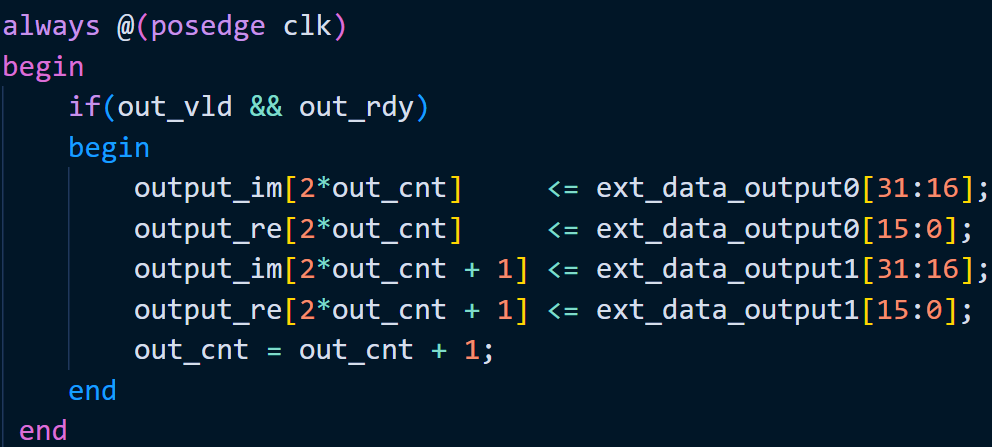 always @(posedge clk)
begin
    if(out_vld && out_rdy)
    begin
        output_im[2*out_cnt]     <= ext_data_output0[31:16];
        output_re[2*out_cnt]     <= ext_data_output0[15:0];
        output_im[2*out_cnt + 1] <= ext_data_output1[31:16];
        output_re[2*out_cnt + 1] <= ext_data_output1[15:0];
        out_cnt = out_cnt + 1;
    end
 end